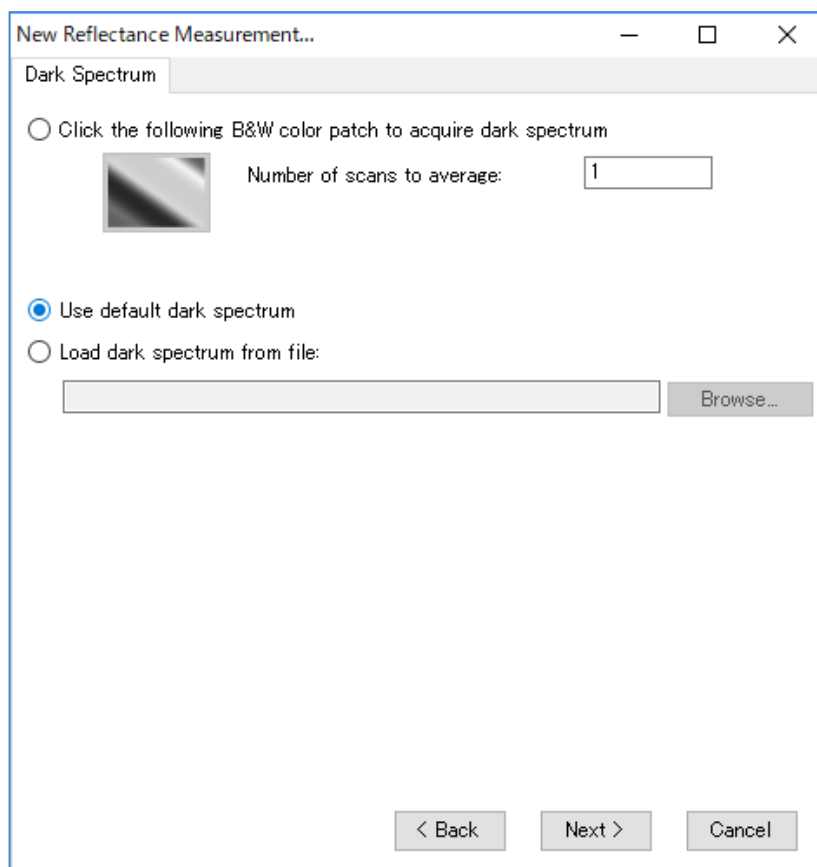 New Reflectance Measurement...
Dark Spectrum
Click the following B&W color patch to acquire dark spectrum
Number of scans to average: 1
Use default dark spectrum
Load dark spectrum from file:
Browse...
< Back Next > Cancel